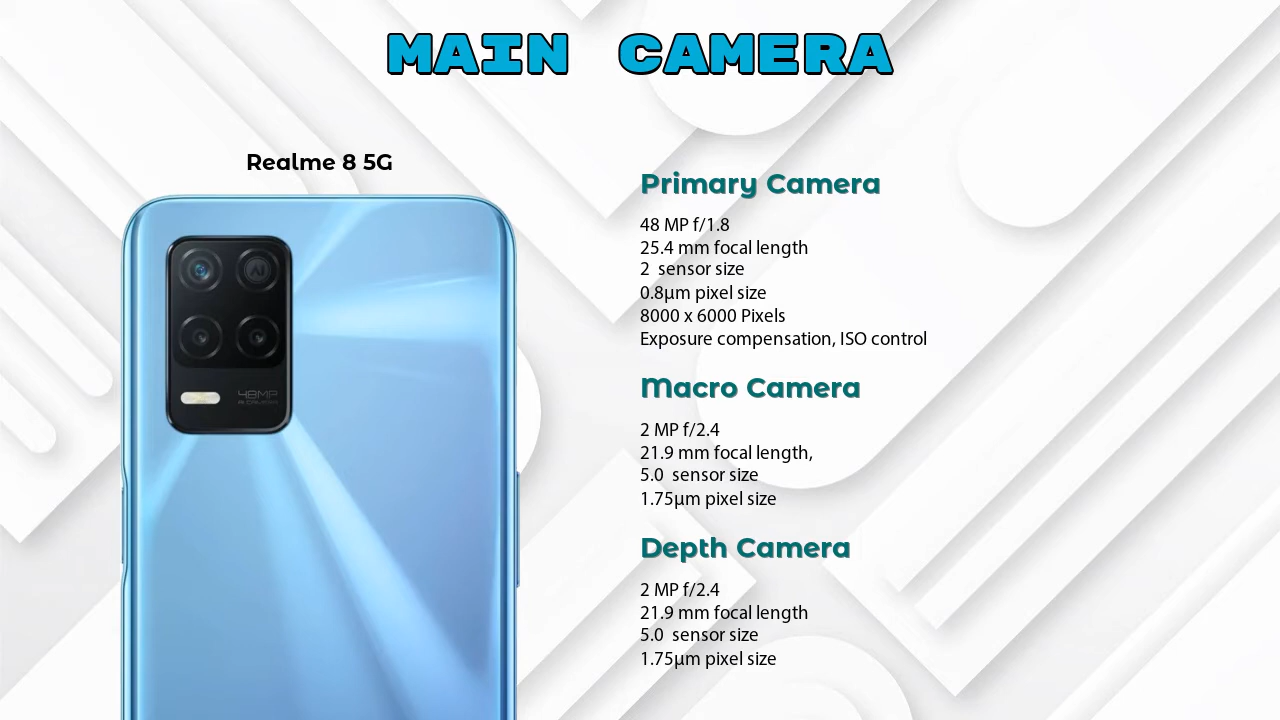 MAIN CAMERA
Realme 8 5G
AI
48MP
Primary Camera
48 MP f/1.8
25.4 mm focal length
2 sensor size
0.8µm pixel size
8000 x 6000 Pixels
Exposure compensation, ISO control
Macro Camera
2 MP f/2.4
21.9 mm focal length,
5.0 sensor size
1.75µm pixel size
Depth Camera
2 MP f/2.4
21.9 mm focal length
5.0 sensor size
1.75µm pixel size